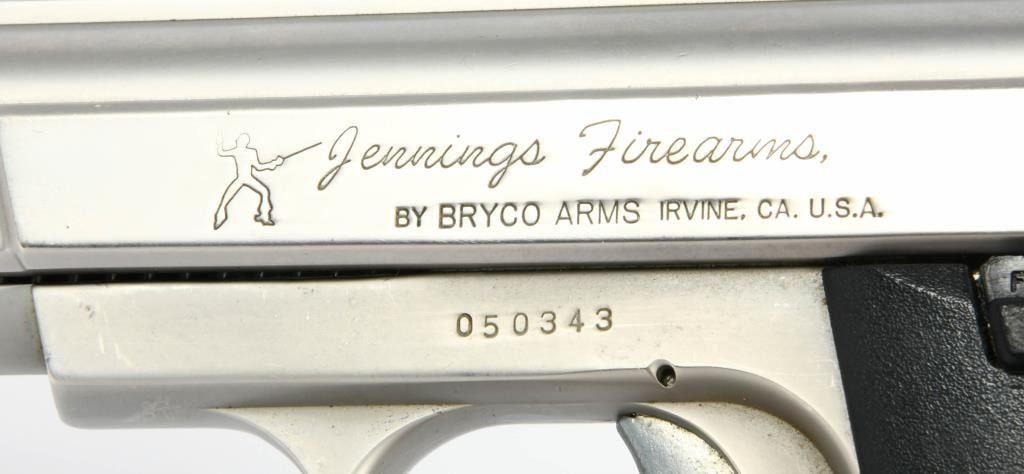 Jennings Firearms,
BY BRYCO ARMS IRVINE, CA. U.S.A.
050343
F